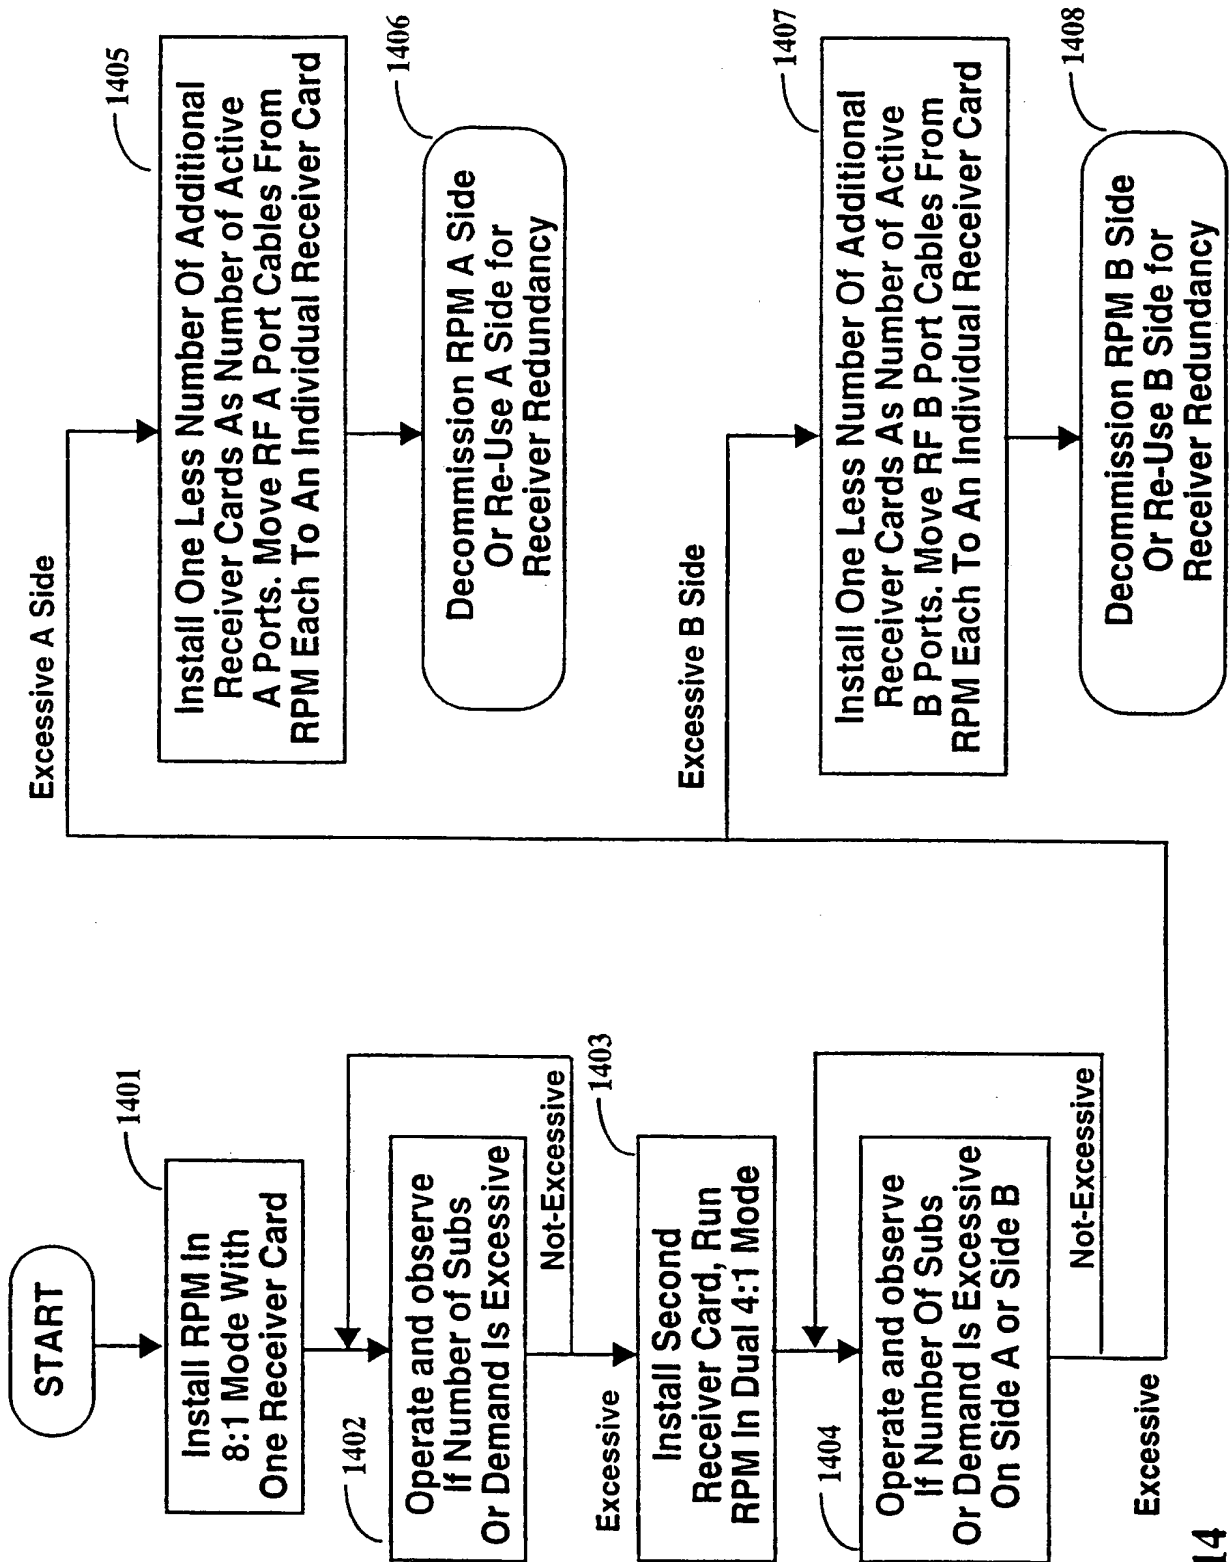 START
1401
Install RPM In
8:1 Mode With
One Receiver Card
1402
Operate and observe
If Number of Subs
Or Demand Is Excessive
Not-Excessive
Excessive
1403
Install Second
Receiver Card, Run
RPM In Dual 4:1 Mode
1404
Operate and observe
If Number Of Subs
Or Demand Is Excessive
On Side A or Side B
Not-Excessive
Excessive
Excessive A Side
1405
Install One Less Number Of Additional
Receiver Cards As Number of Active
A Ports. Move RF A Port Cables From
RPM Each To An Individual Receiver Card
1406
Decommission RPM A Side
Or Re-Use A Side for
Receiver Redundancy
Excessive B Side
1407
Install One Less Number Of Additional
Receiver Cards As Number of Active
B Ports. Move RF B Port Cables From
RPM Each To An Individual Receiver Card
1408
Decommission RPM B Side
Or Re-Use B Side for
Receiver Redundancy
14